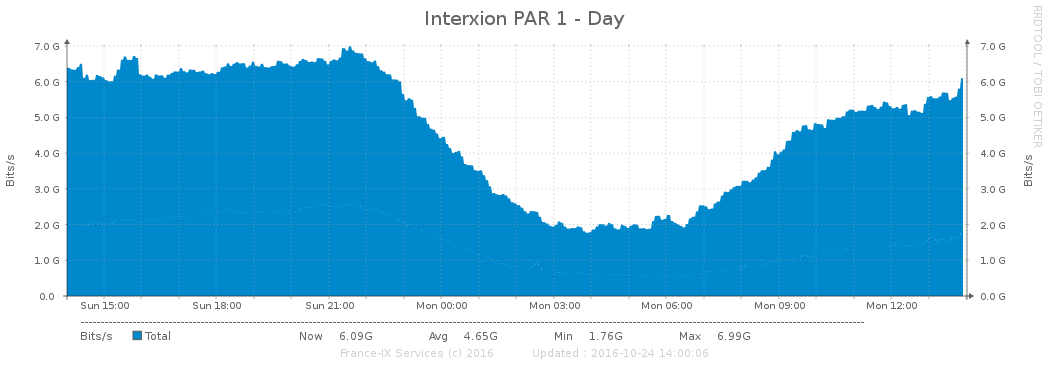 Interxion PAR 1 - Day
RRDTOOL / TOBI OETIKER
Bits/s
7.0 G 7.0 G
6.0 G 6.0 G
5.0 G 5.0 G
4.0 G 4.0 G
3.0 G 3.0 G
2.0 G 2.0 G
1.0 G 1.0 G
0.0 0.0 G
Bits/s
Sun 15:00 Sun 18:00 Sun 21:00 Mon 00:00 Mon 03:00 Mon 06:00 Mon 09:00 Mon 12:00
Bits/s Total Now 6.09G Avg 4.65G Min 1.76G Max 6.99G
France-IX Services (c) 2016 Updated : 2016-10-24 14:00:06